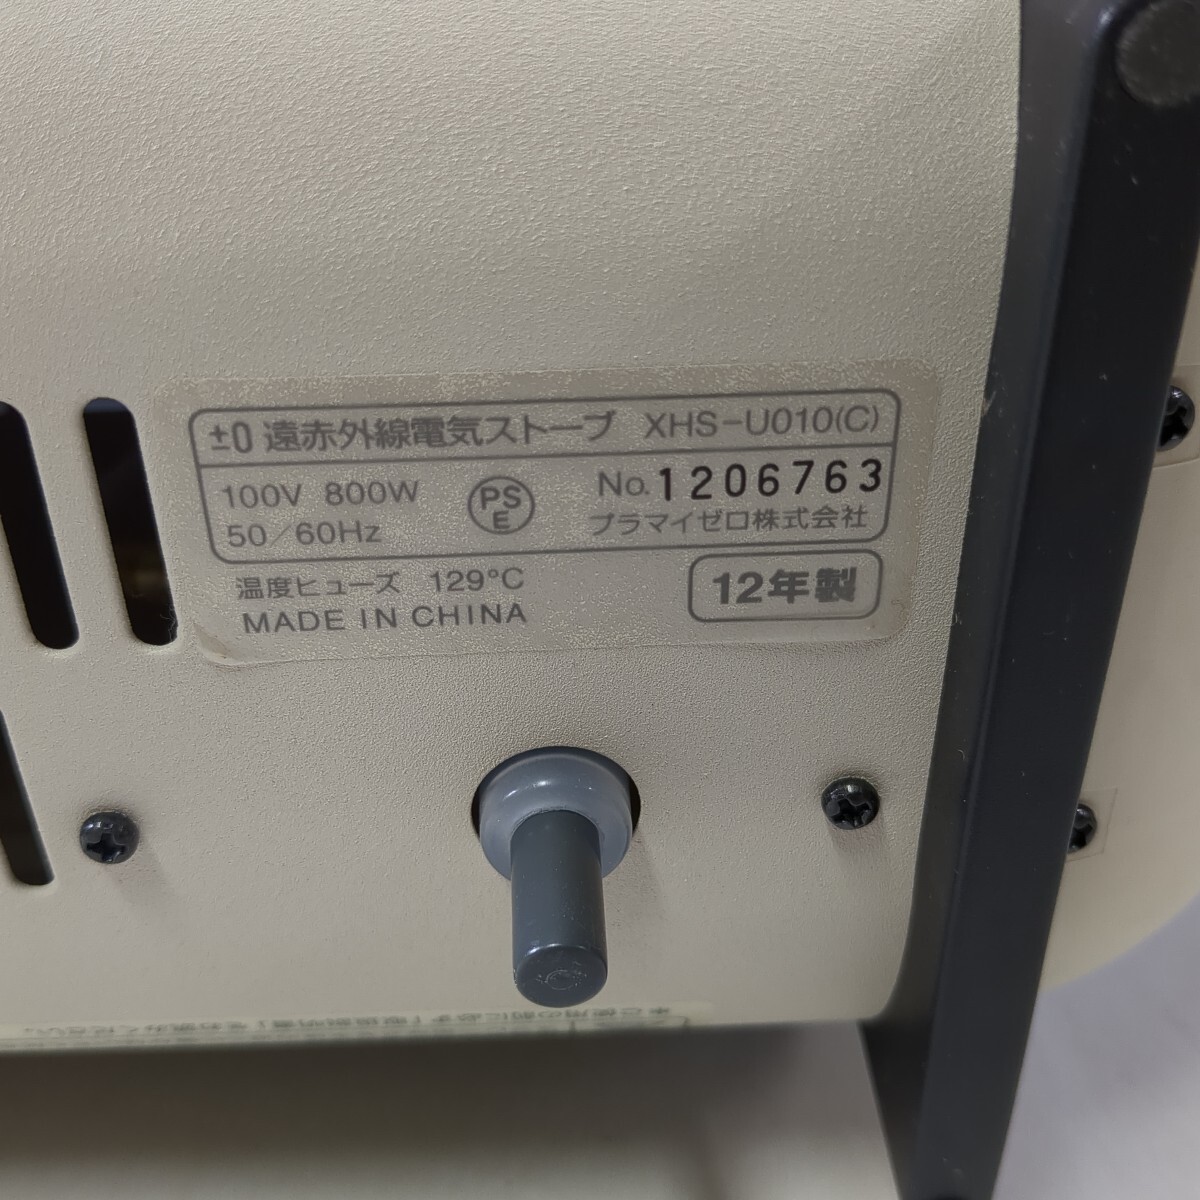 ±0 遠赤外線電気ストーブ XHS-U010(C)
100V 800W
50/60Hz
PS
E
No. 1206763
プラマイゼロ株式会社
温度ヒューズ 129°C
MADE IN CHINA
12年製